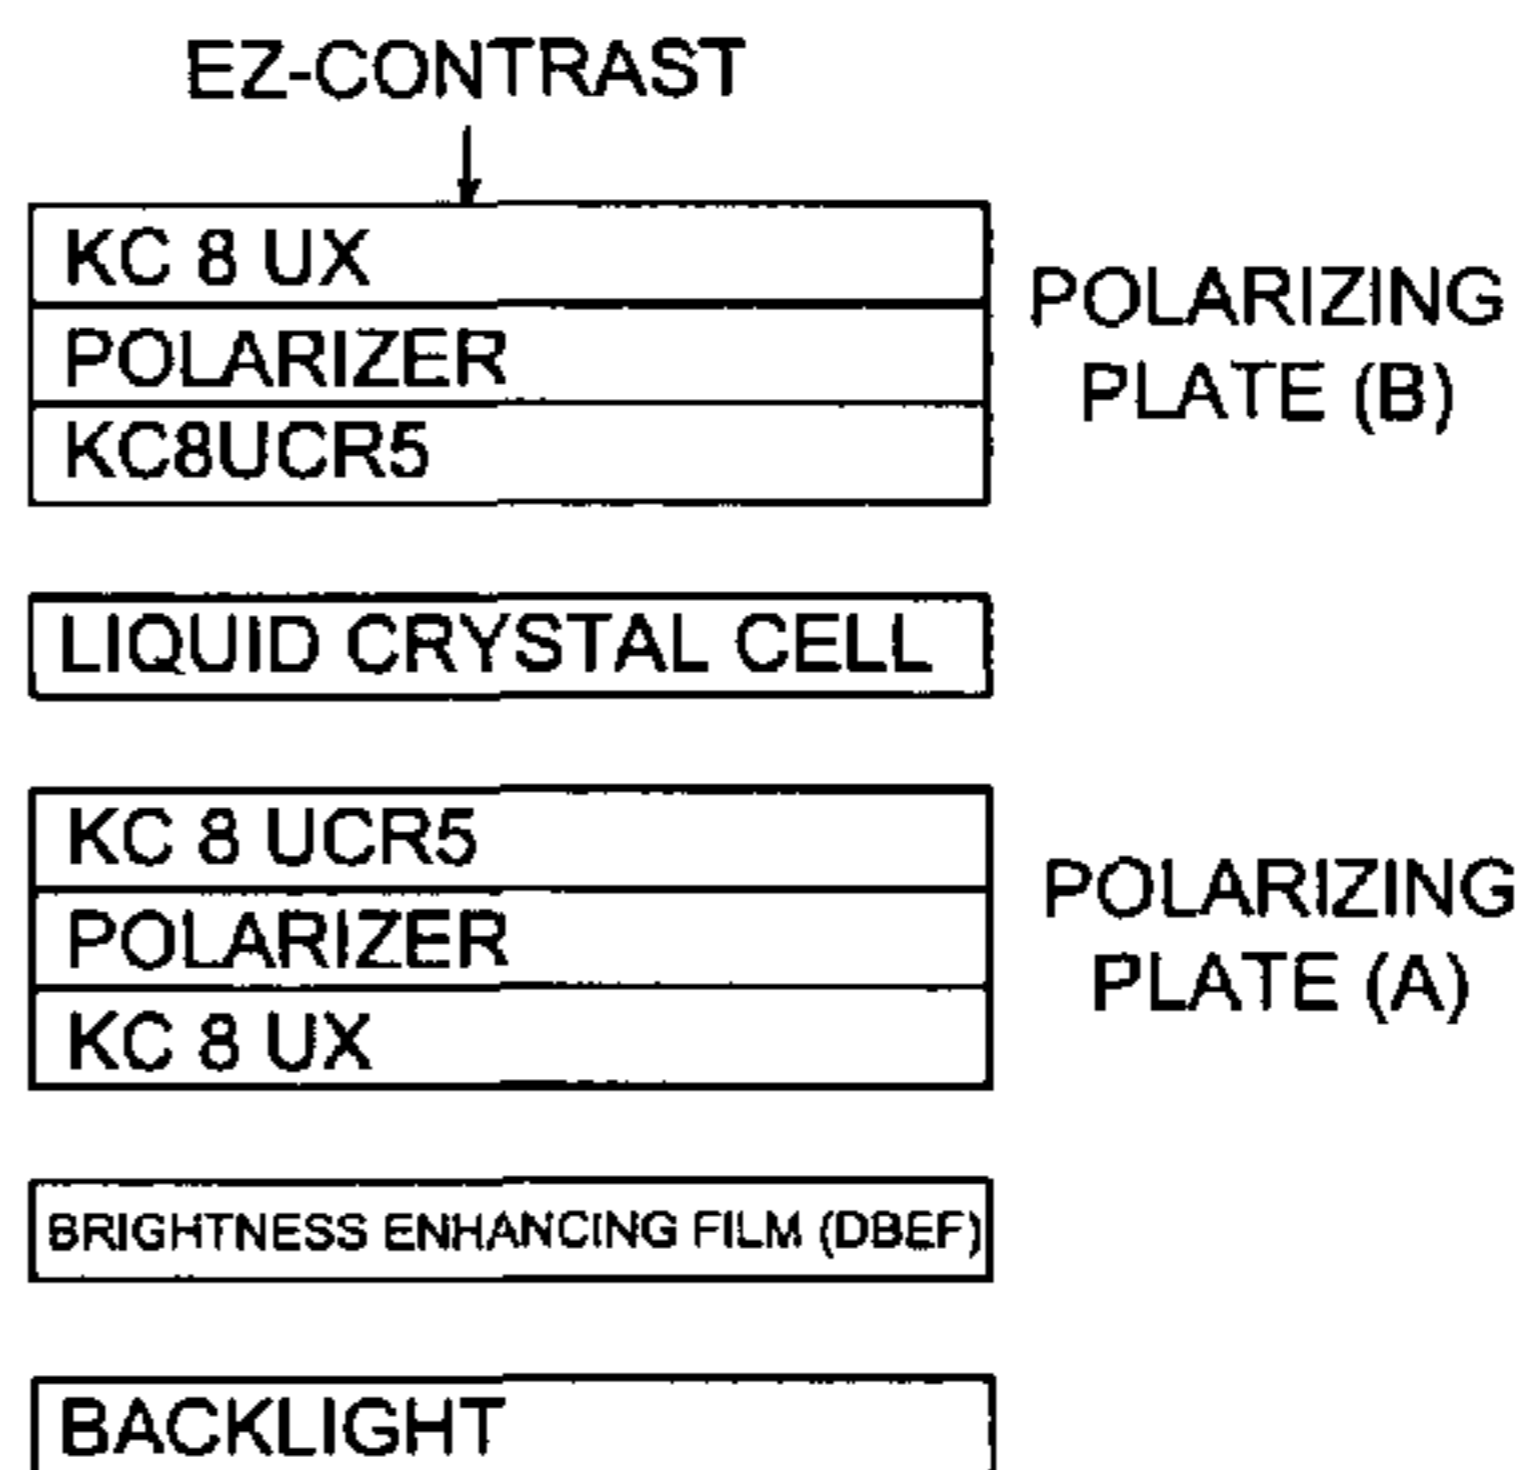 EZ-CONTRAST
KC 8 UX
POLARIZER
KC8UCR5
POLARIZING
PLATE (B)
LIQUID CRYSTAL CELL
KC 8 UCR5
POLARIZER
KC 8 UX
POLARIZING
PLATE (A)
BRIGHTNESS ENHANCING FILM (DBEF)
BACKLIGHT